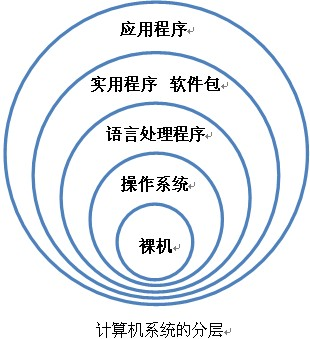 应用程序
实用程序 软件包
语言处理程序
操作系统
裸机
计算机系统的分层